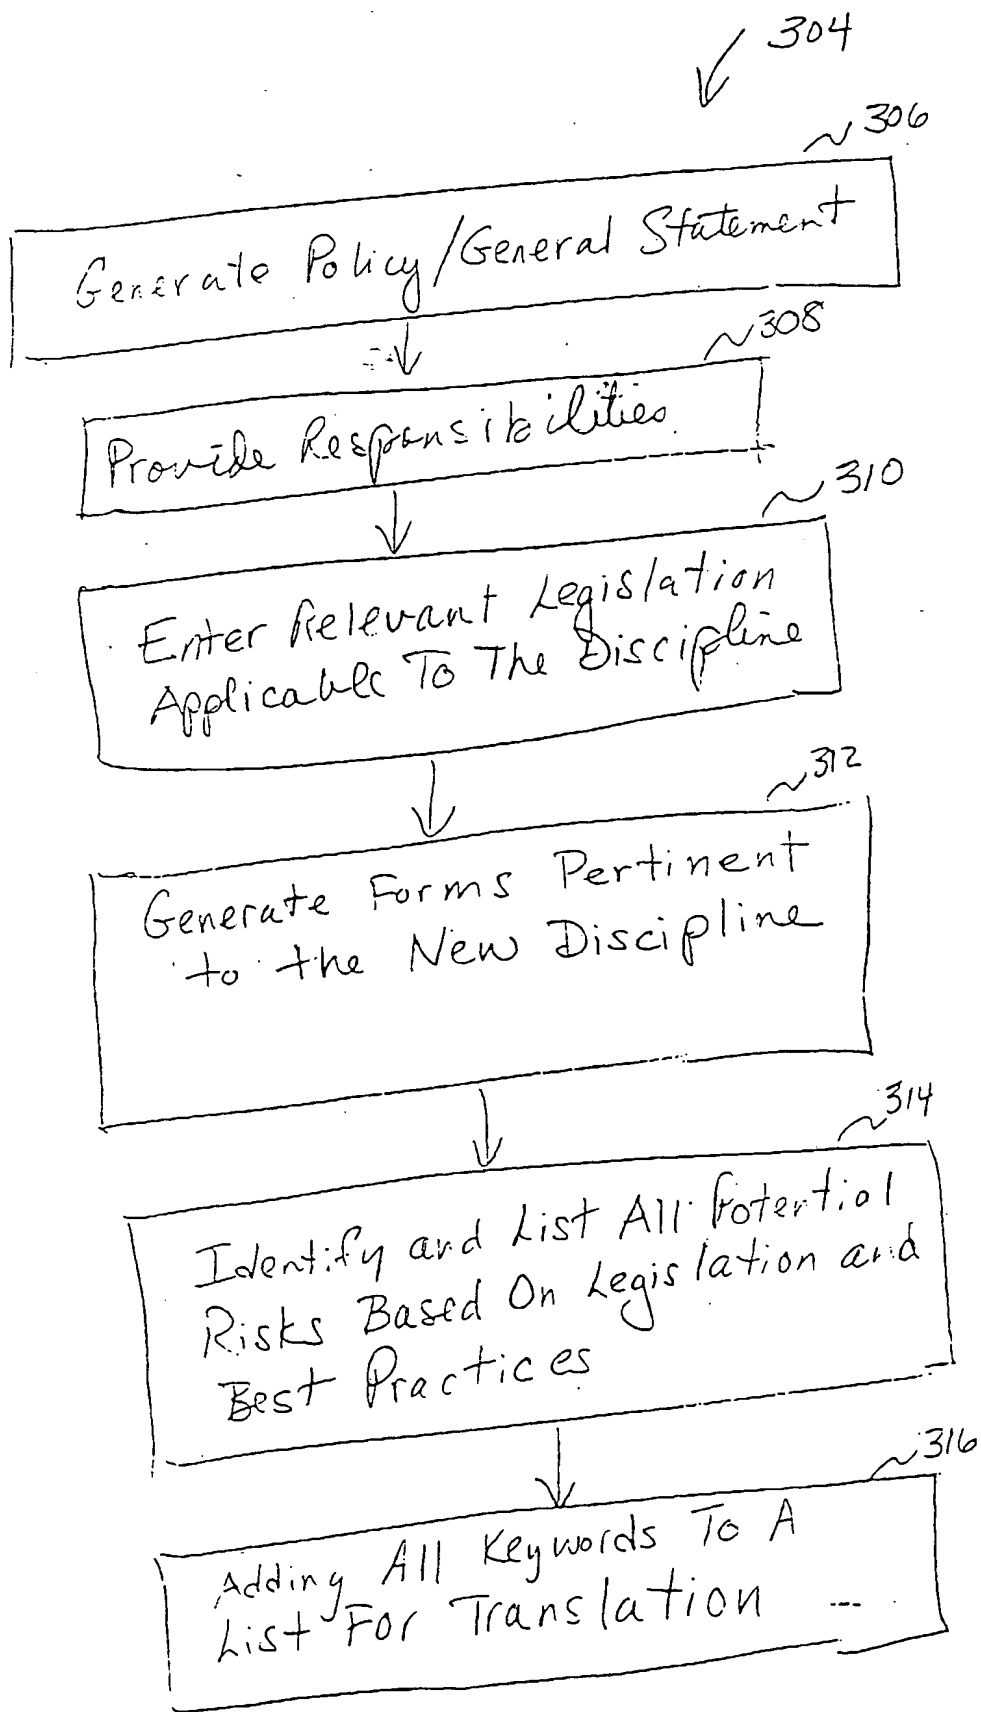 304
306
Generate Policy/General Statement
308
Provide Responsibilities
310
Enter Relevant Legislation
Applicable To The Discipline
312
Generate Forms Pertinent
to the New Discipline
314
Identify and List All Potential
Risks Based On Legislation and
Best Practices
316
Adding All Keywords To A
List For Translation